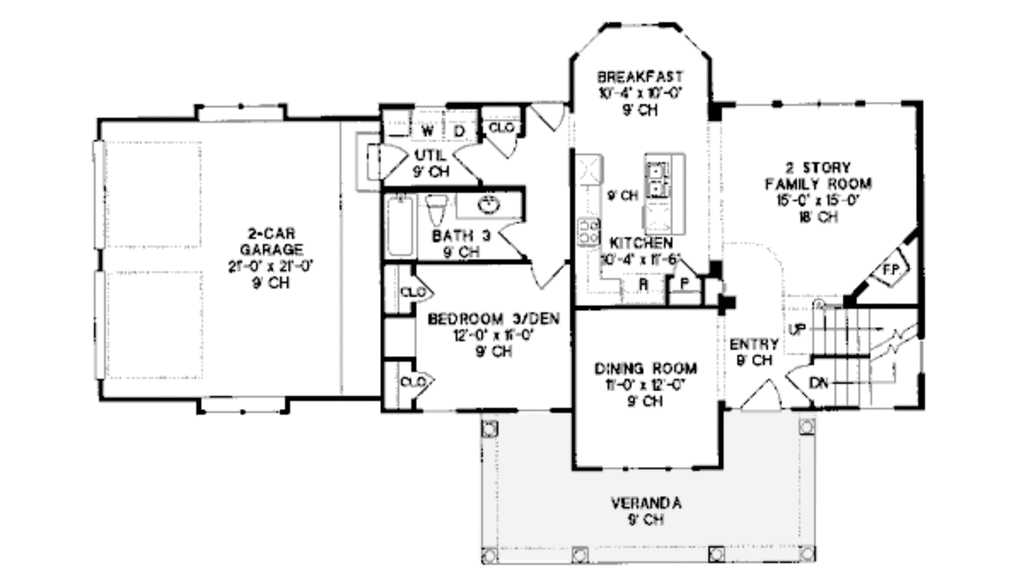 BREAKFAST
10'-4" x 10'-0"
9' CH
CLO
W D
UTIL
9' CH
2 STORY
FAMILY ROOM
15'-0" x 15'-0"
18' CH
9' CH
BATH 3
9' CH
KITCHEN
10'-4" x 11'-6"
R
P
FP
2-CAR
GARAGE
21'-0" x 21'-0"
9' CH
CLO
BEDROOM 3/DEN
12'-0" x 11'-0"
9' CH
CLO
UP
ENTRY
9' CH
DN
DINING ROOM
11'-0" x 12'-0"
9' CH
VERANDA
9' CH